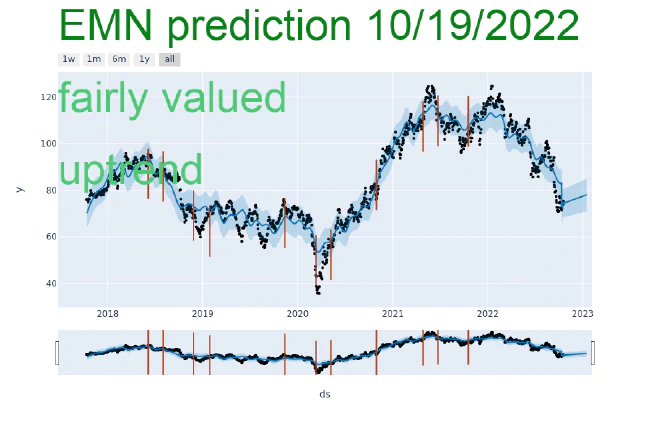 EMN prediction 10/19/2022
1w 1m 6m 1y all
fairly valued
uptrend
120
100
80
60
40
y
2018 2019 2020 2021 2022 2023
ds